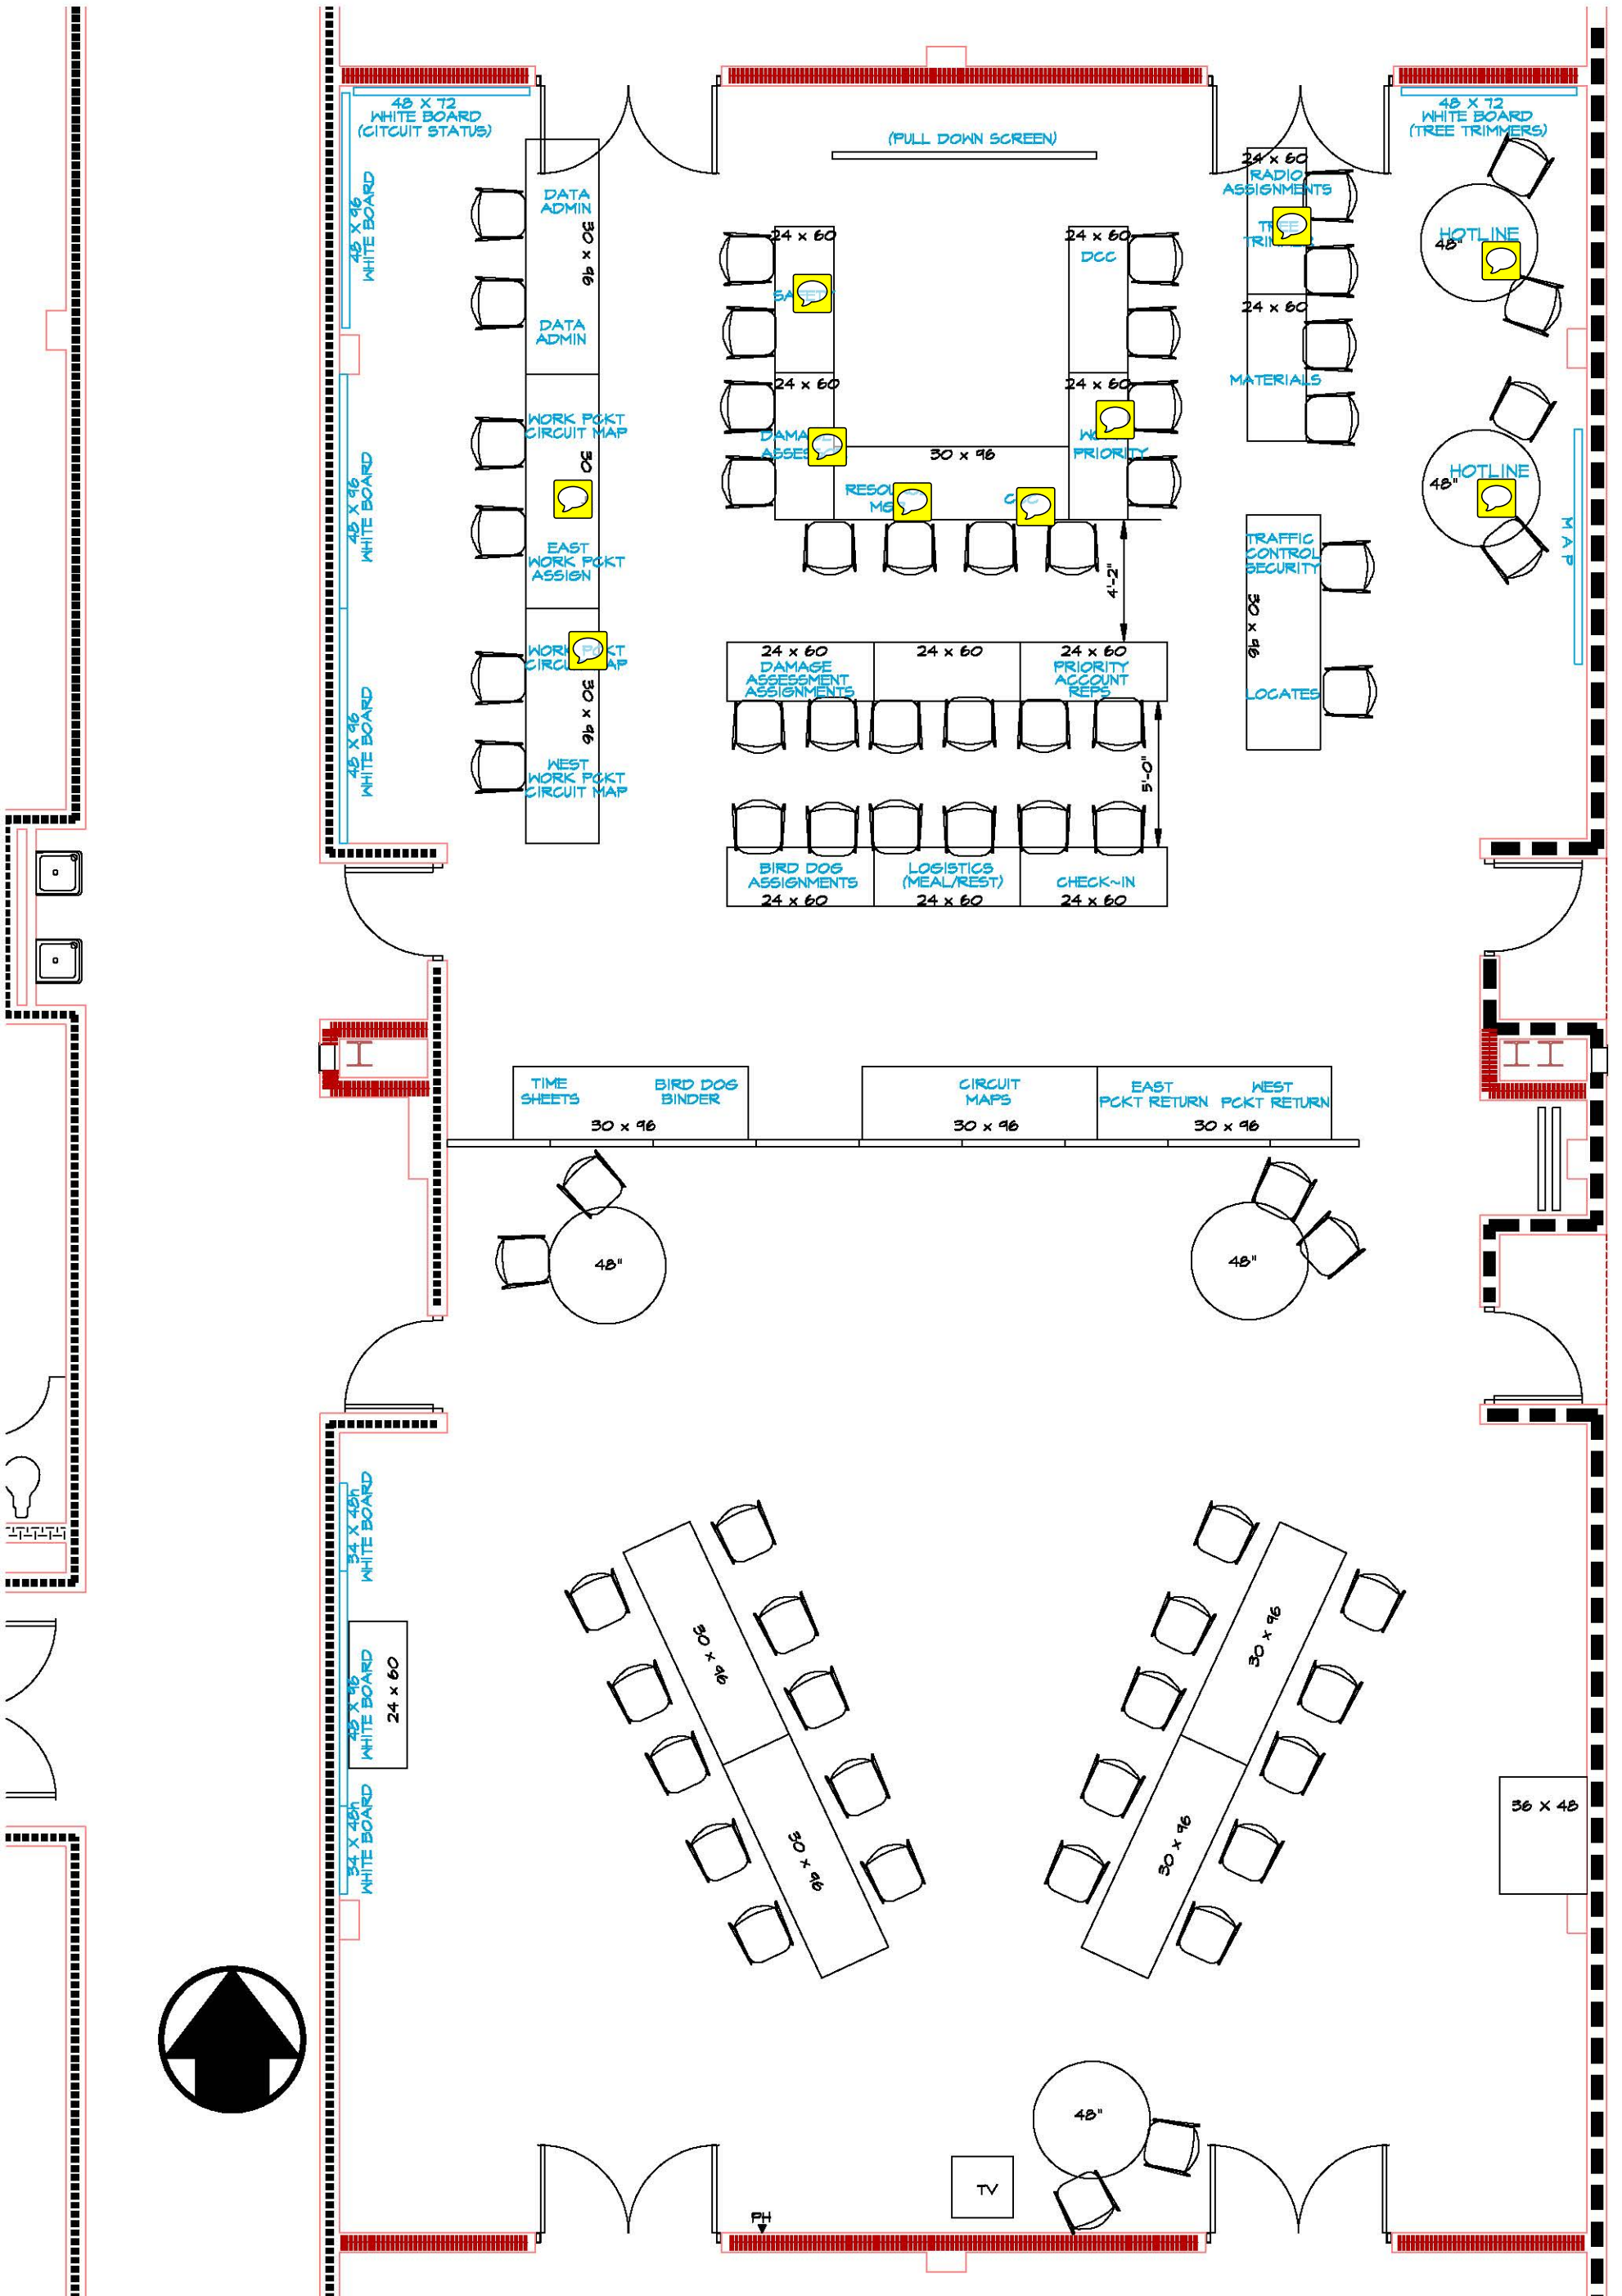 48 X 72
WHITE BOARD
(CITCUIT STATUS)
48 X 96
WHITE BOARD
48 X 96
WHITE BOARD
48 X 96
WHITE BOARD
DATA
ADMIN
30 x 96
DATA
ADMIN
WORK PCKT
CIRCUIT MAP
30
EAST
WORK PCKT
ASSIGN
WORK PCKT
30 x 96
WEST
WORK PCKT
CIRCUIT MAP
(PULL DOWN SCREEN)
24 x 60
24 x 60
24 x 60
DCC
24 x 60
PRIORITY
30 x 96
4'-2"
24 x 60
DAMAGE
ASSESSMENT
ASSIGNMENTS
24 x 60
24 x 60
PRIORITY
ACCOUNT
REPS
5'-0"
BIRD DOG
ASSIGNMENTS
24 x 60
LOGISTICS
(MEAL/REST)
24 x 60
CHECK~IN
24 x 60
24 x 60
RADIO
ASSIGNMENTS
24 x 60
MATERIALS
TRAFFIC
CONTROL
SECURITY
30 x 96
LOCATES
48 X 72
WHITE BOARD
(TREE TRIMMERS)
HOTLINE
48"
HOTLINE
48"
MAP
TIME
SHEETS
BIRD DOG
BINDER
30 x 96
CIRCUIT
MAPS
30 x 96
EAST
PCKT RETURN
WEST
PCKT RETURN
30 x 96
48"
48"
34 X 48h
WHITE BOARD
48 X 96
WHITE BOARD
24 x 60
34 X 48h
WHITE BOARD
30 x 96
30 x 96
30 x 96
30 x 96
36 X 48
48"
TV
PH